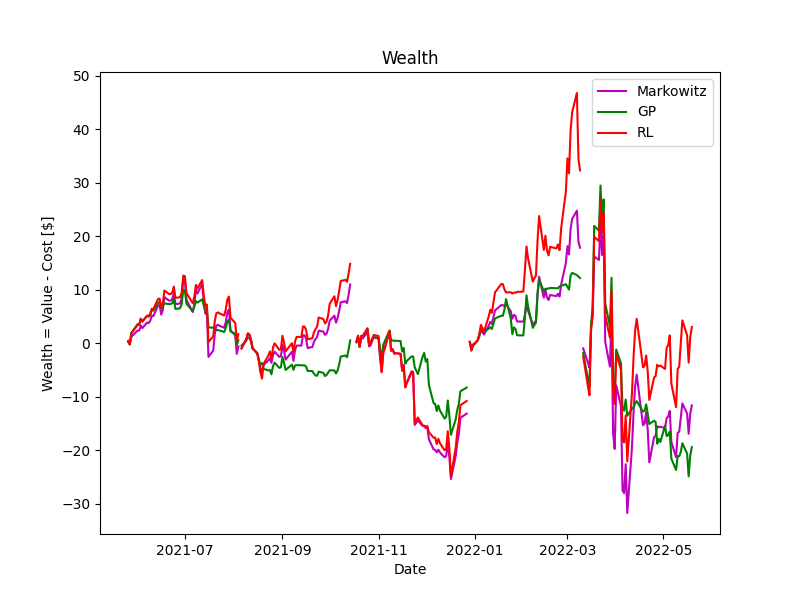 Wealth
Wealth = Value - Cost [$]
50
40
30
20
10
0
−10
−20
−30
Markowitz
GP
RL
2021-07
2021-09
2021-11
2022-01
2022-03
2022-05
Date